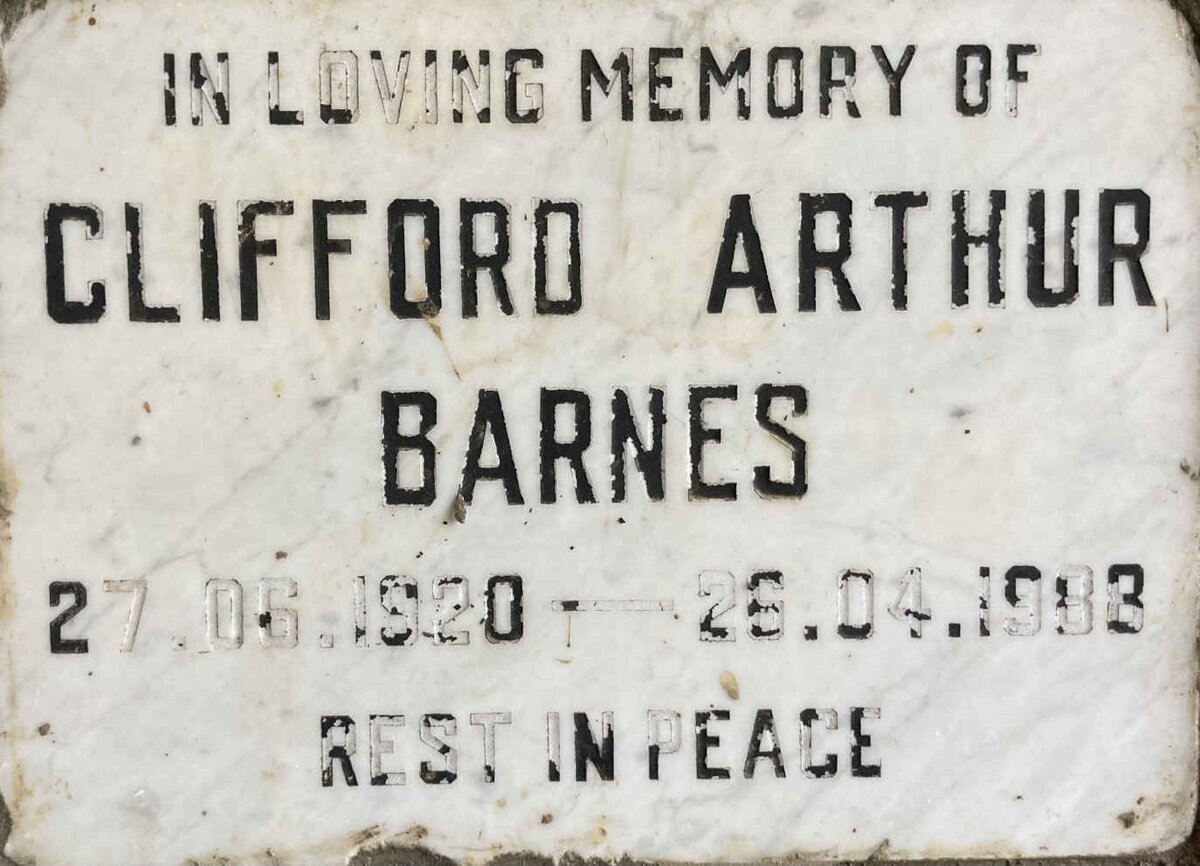 IN LOVING MEMORY OF
CLIFFORD ARTHUR
BARNES
27.06.1920 — 26.04.1988
REST IN PEACE